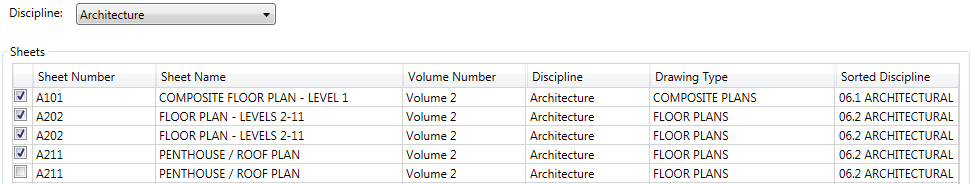 Discipline: Architecture
Sheets
Sheet Number Sheet Name Volume Number Discipline Drawing Type Sorted Discipline
A101 COMPOSITE FLOOR PLAN - LEVEL 1 Volume 2 Architecture COMPOSITE PLANS 06.1 ARCHITECTURAL
A202 FLOOR PLAN - LEVELS 2-11 Volume 2 Architecture FLOOR PLANS 06.2 ARCHITECTURAL
A202 FLOOR PLAN - LEVELS 2-11 Volume 2 Architecture FLOOR PLANS 06.2 ARCHITECTURAL
A211 PENTHOUSE / ROOF PLAN Volume 2 Architecture FLOOR PLANS 06.2 ARCHITECTURAL
A211 PENTHOUSE / ROOF PLAN Volume 2 Architecture FLOOR PLANS 06.2 ARCHITECTURAL